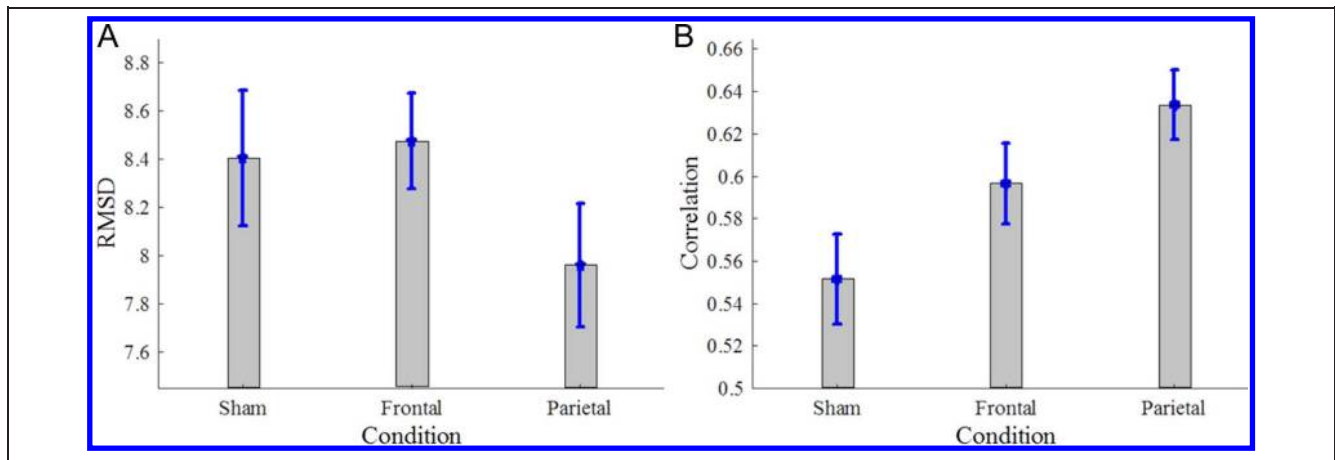 A
8.8
8.6
8.4
8.2
8
7.8
7.6
RMSD
Sham Frontal Parietal
Condition
B
0.66
0.64
0.62
0.6
0.58
0.56
0.54
0.52
0.5
Correlation
Sham Frontal Parietal
Condition